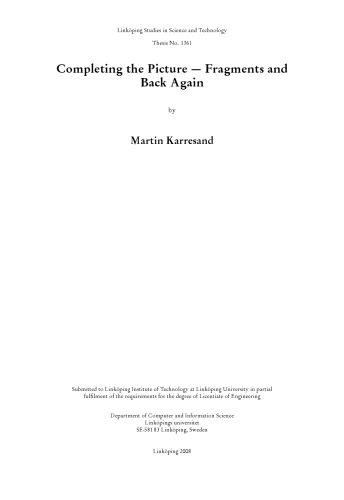 Linköping Studies in Science and Technology
Thesis No. 1361
Completing the Picture — Fragments and
Back Again
by
Martin Karresand
Submitted to Linköping Institute of Technology at Linköping University in partial
fulfilment of the requirements for the degree of Licentiate of Engineering
Department of Computer and Information Science
Linköpings universitet
SE-581 83 Linköping, Sweden
Linköping 2008